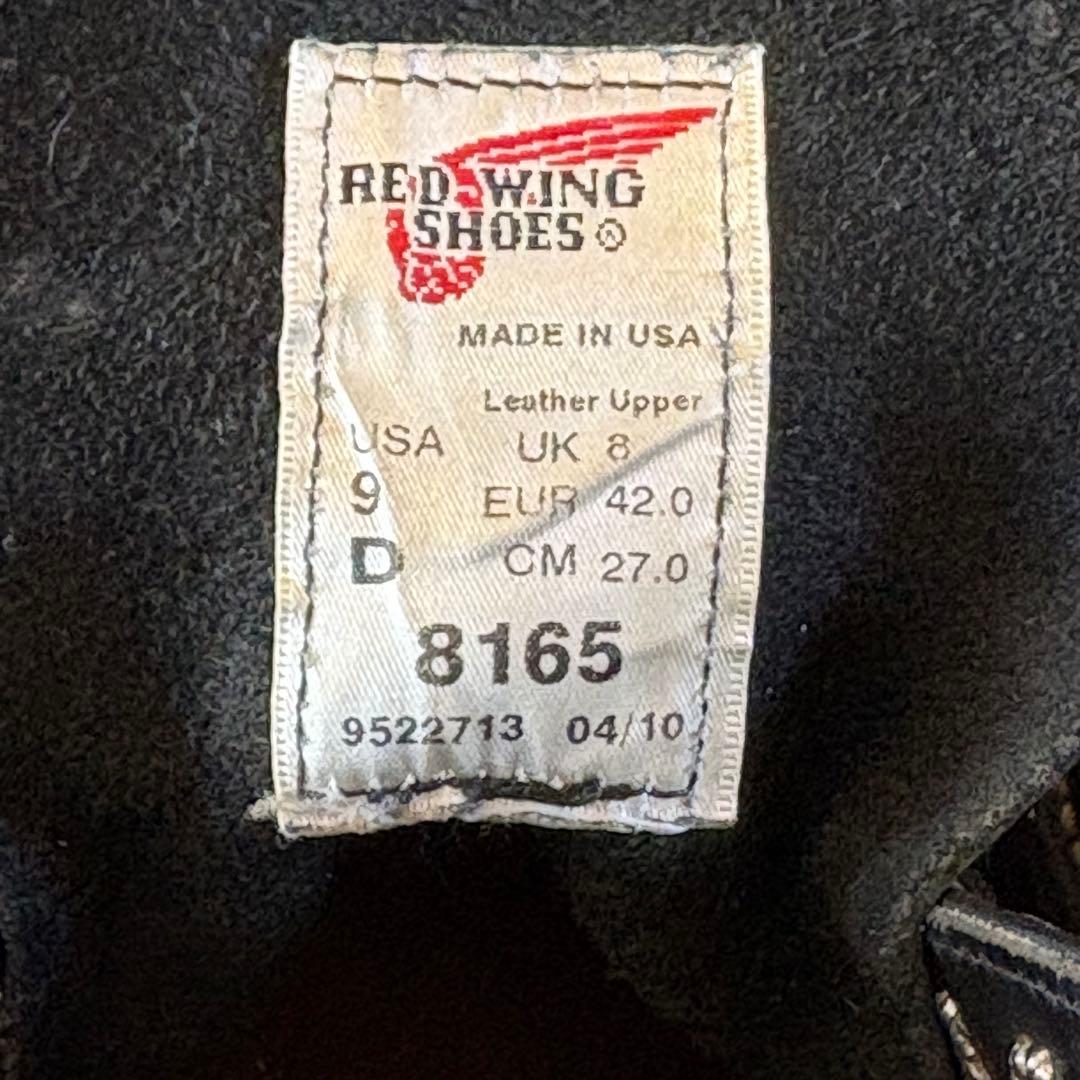 RED WING
SHOES ®
MADE IN USA
Leather Upper
USA UK 8
9 EUR 42.0
D CM 27.0
8165
9522713 04/10